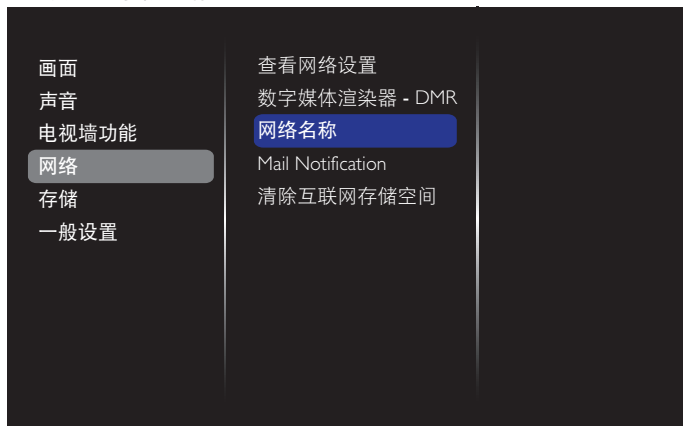 画面
声音
电视墙功能
网络
存储
一般设置
查看网络设置
数字媒体渲染器 - DMR
网络名称
Mail Notification
清除互联网存储空间